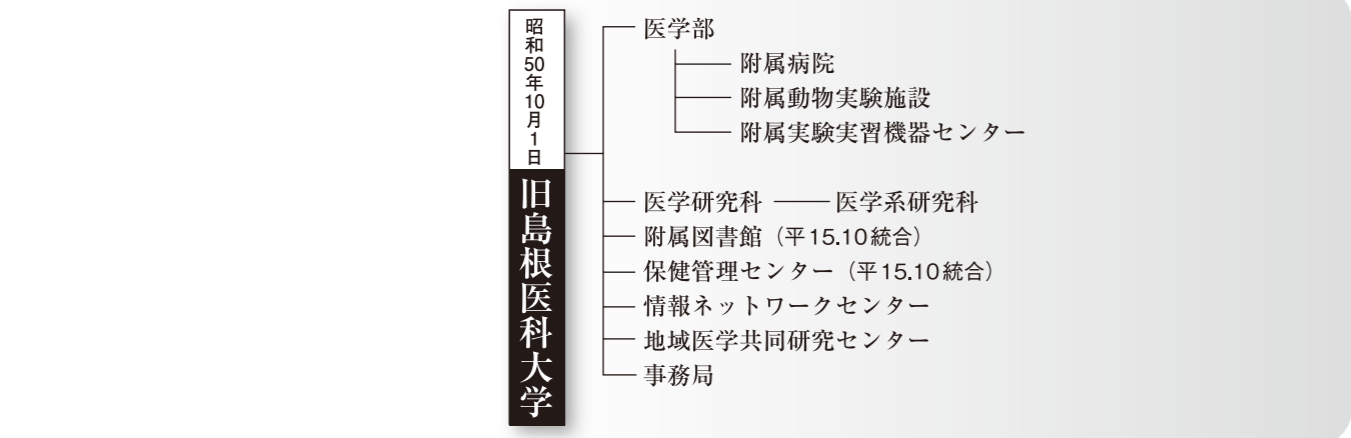 昭和50年10月1日
旧島根医科大学
医学部
附属病院
附属動物実験施設
附属実験実習機器センター
医学研究科 医学系研究科
附属図書館（平15.10統合）
保健管理センター（平15.10統合）
情報ネットワークセンター
地域医学共同研究センター
事務局